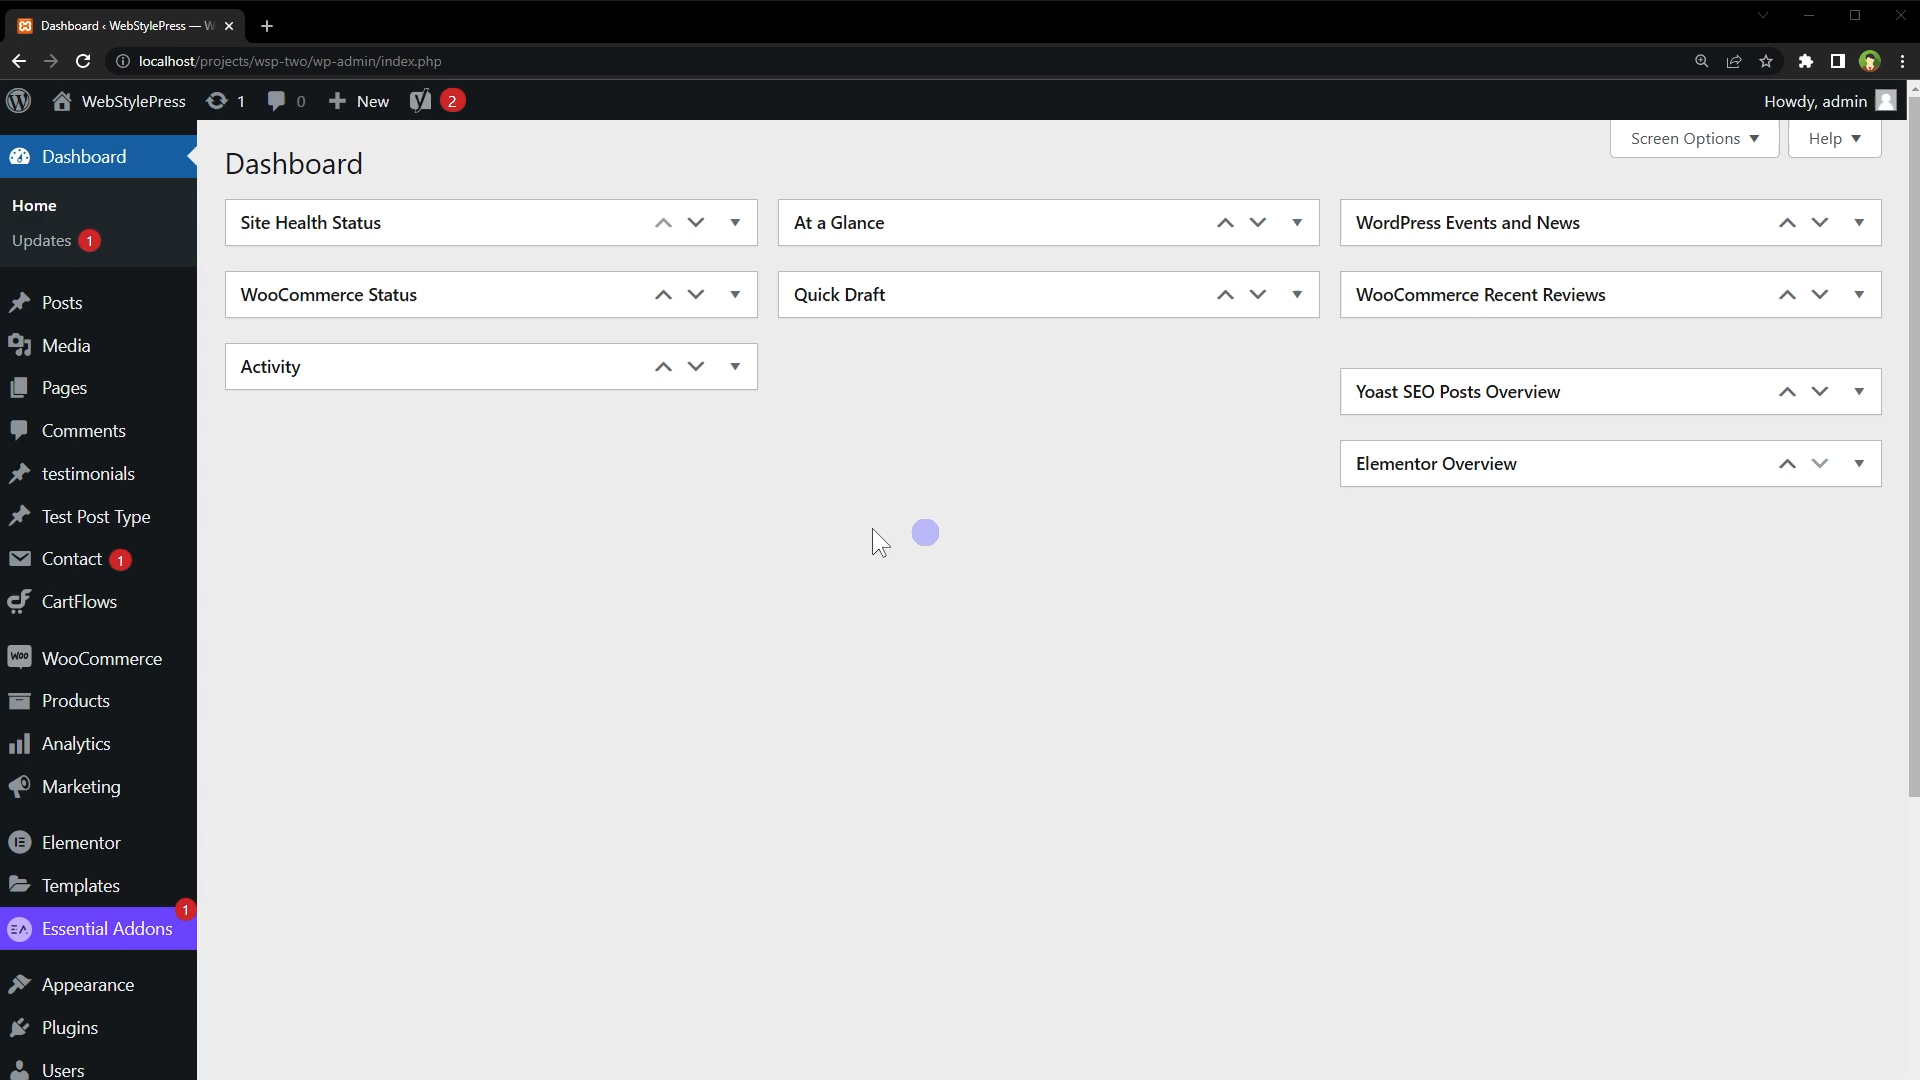 Dashboard ‹ WebStylePress — W
localhost/projects/wsp-two/wp-admin/index.php
WebStylePress 1 0 New 2 Howdy, admin
Screen Options Help
Dashboard
Home
Updates 1
Posts
Media
Pages
Comments
testimonials
Test Post Type
Contact 1
CartFlows
WOO WooCommerce
Products
Analytics
Marketing
Elementor
Templates
1
EA Essential Addons
Appearance
Plugins
Users
Dashboard
Site Health Status
WooCommerce Status
Activity
At a Glance
Quick Draft
WordPress Events and News
WooCommerce Recent Reviews
Yoast SEO Posts Overview
Elementor Overview